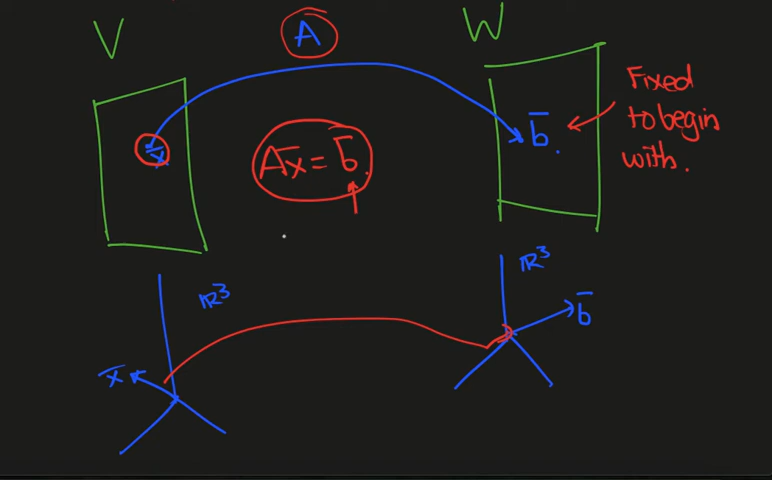 V
A
W
Fixed
to begin
with.
b̅.
x̅
Ax̅ = b̅.
ℝ³
ℝ³
b̅
x̅